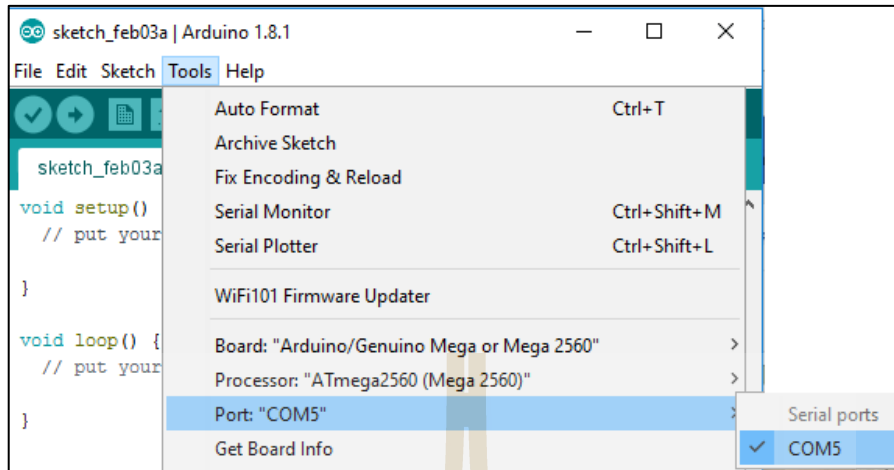 sketch_feb03a | Arduino 1.8.1
File Edit Sketch Tools Help
Auto Format Ctrl+T
Archive Sketch
sketch_feb03a
Fix Encoding & Reload
void setup()
Serial Monitor Ctrl+Shift+M
// put your
Serial Plotter Ctrl+Shift+L
}
WiFi101 Firmware Updater
void loop() {
Board: "Arduino/Genuino Mega or Mega 2560"
// put your
Processor: "ATmega2560 (Mega 2560)"
}
Port: "COM5"
Serial ports
Get Board Info
COM5